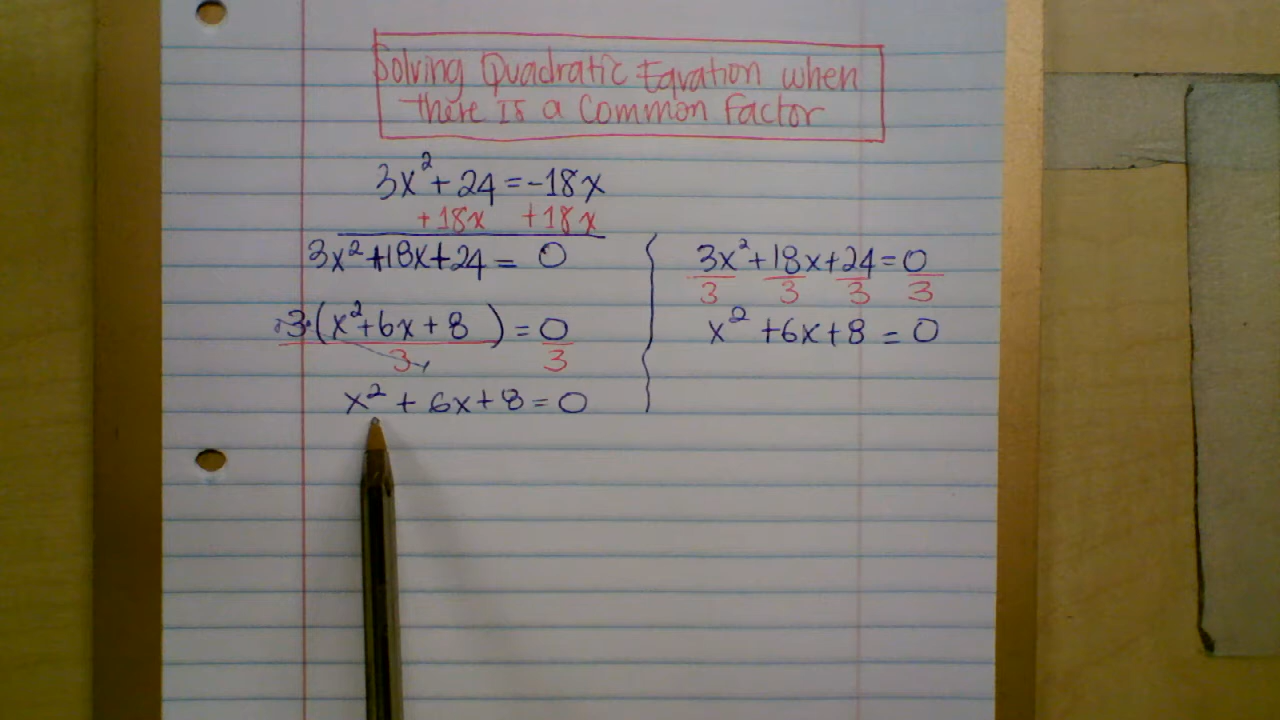 Solving Quadratic Equation when
there Is a Common Factor
3x²+24=-18x
+18x +18x
3x²+18x+24= 0
3(x²+6x+8)=0
3 3
x²+6x+8=0
3x²+18x+24=0
3 3 3 3
x²+6x+8=0